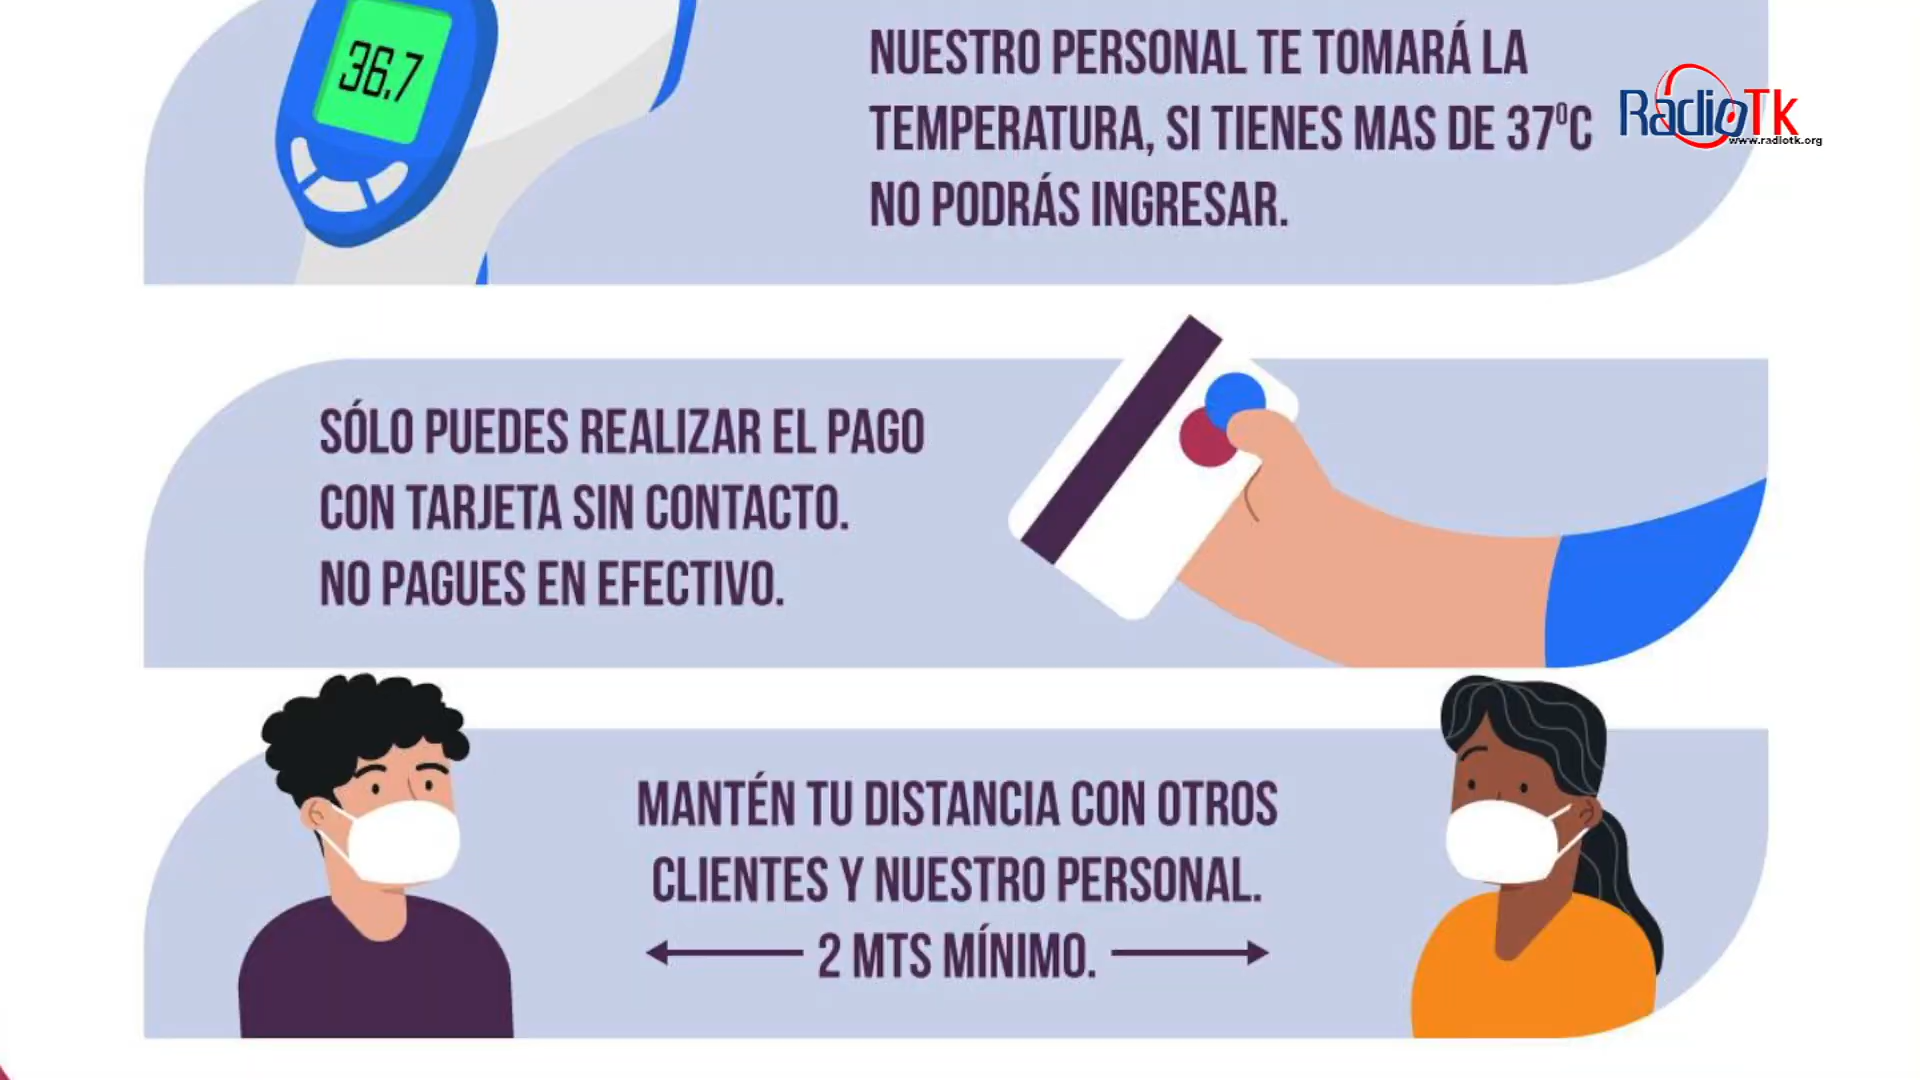 36.7
NUESTRO PERSONAL TE TOMARÁ LA
TEMPERATURA, SI TIENES MAS DE 37ºC
NO PODRÁS INGRESAR.
RadioTk
www.radiotk.org
SÓLO PUEDES REALIZAR EL PAGO
CON TARJETA SIN CONTACTO.
NO PAGUES EN EFECTIVO.
MANTÉN TU DISTANCIA CON OTROS
CLIENTES Y NUESTRO PERSONAL.
2 MTS MÍNIMO.